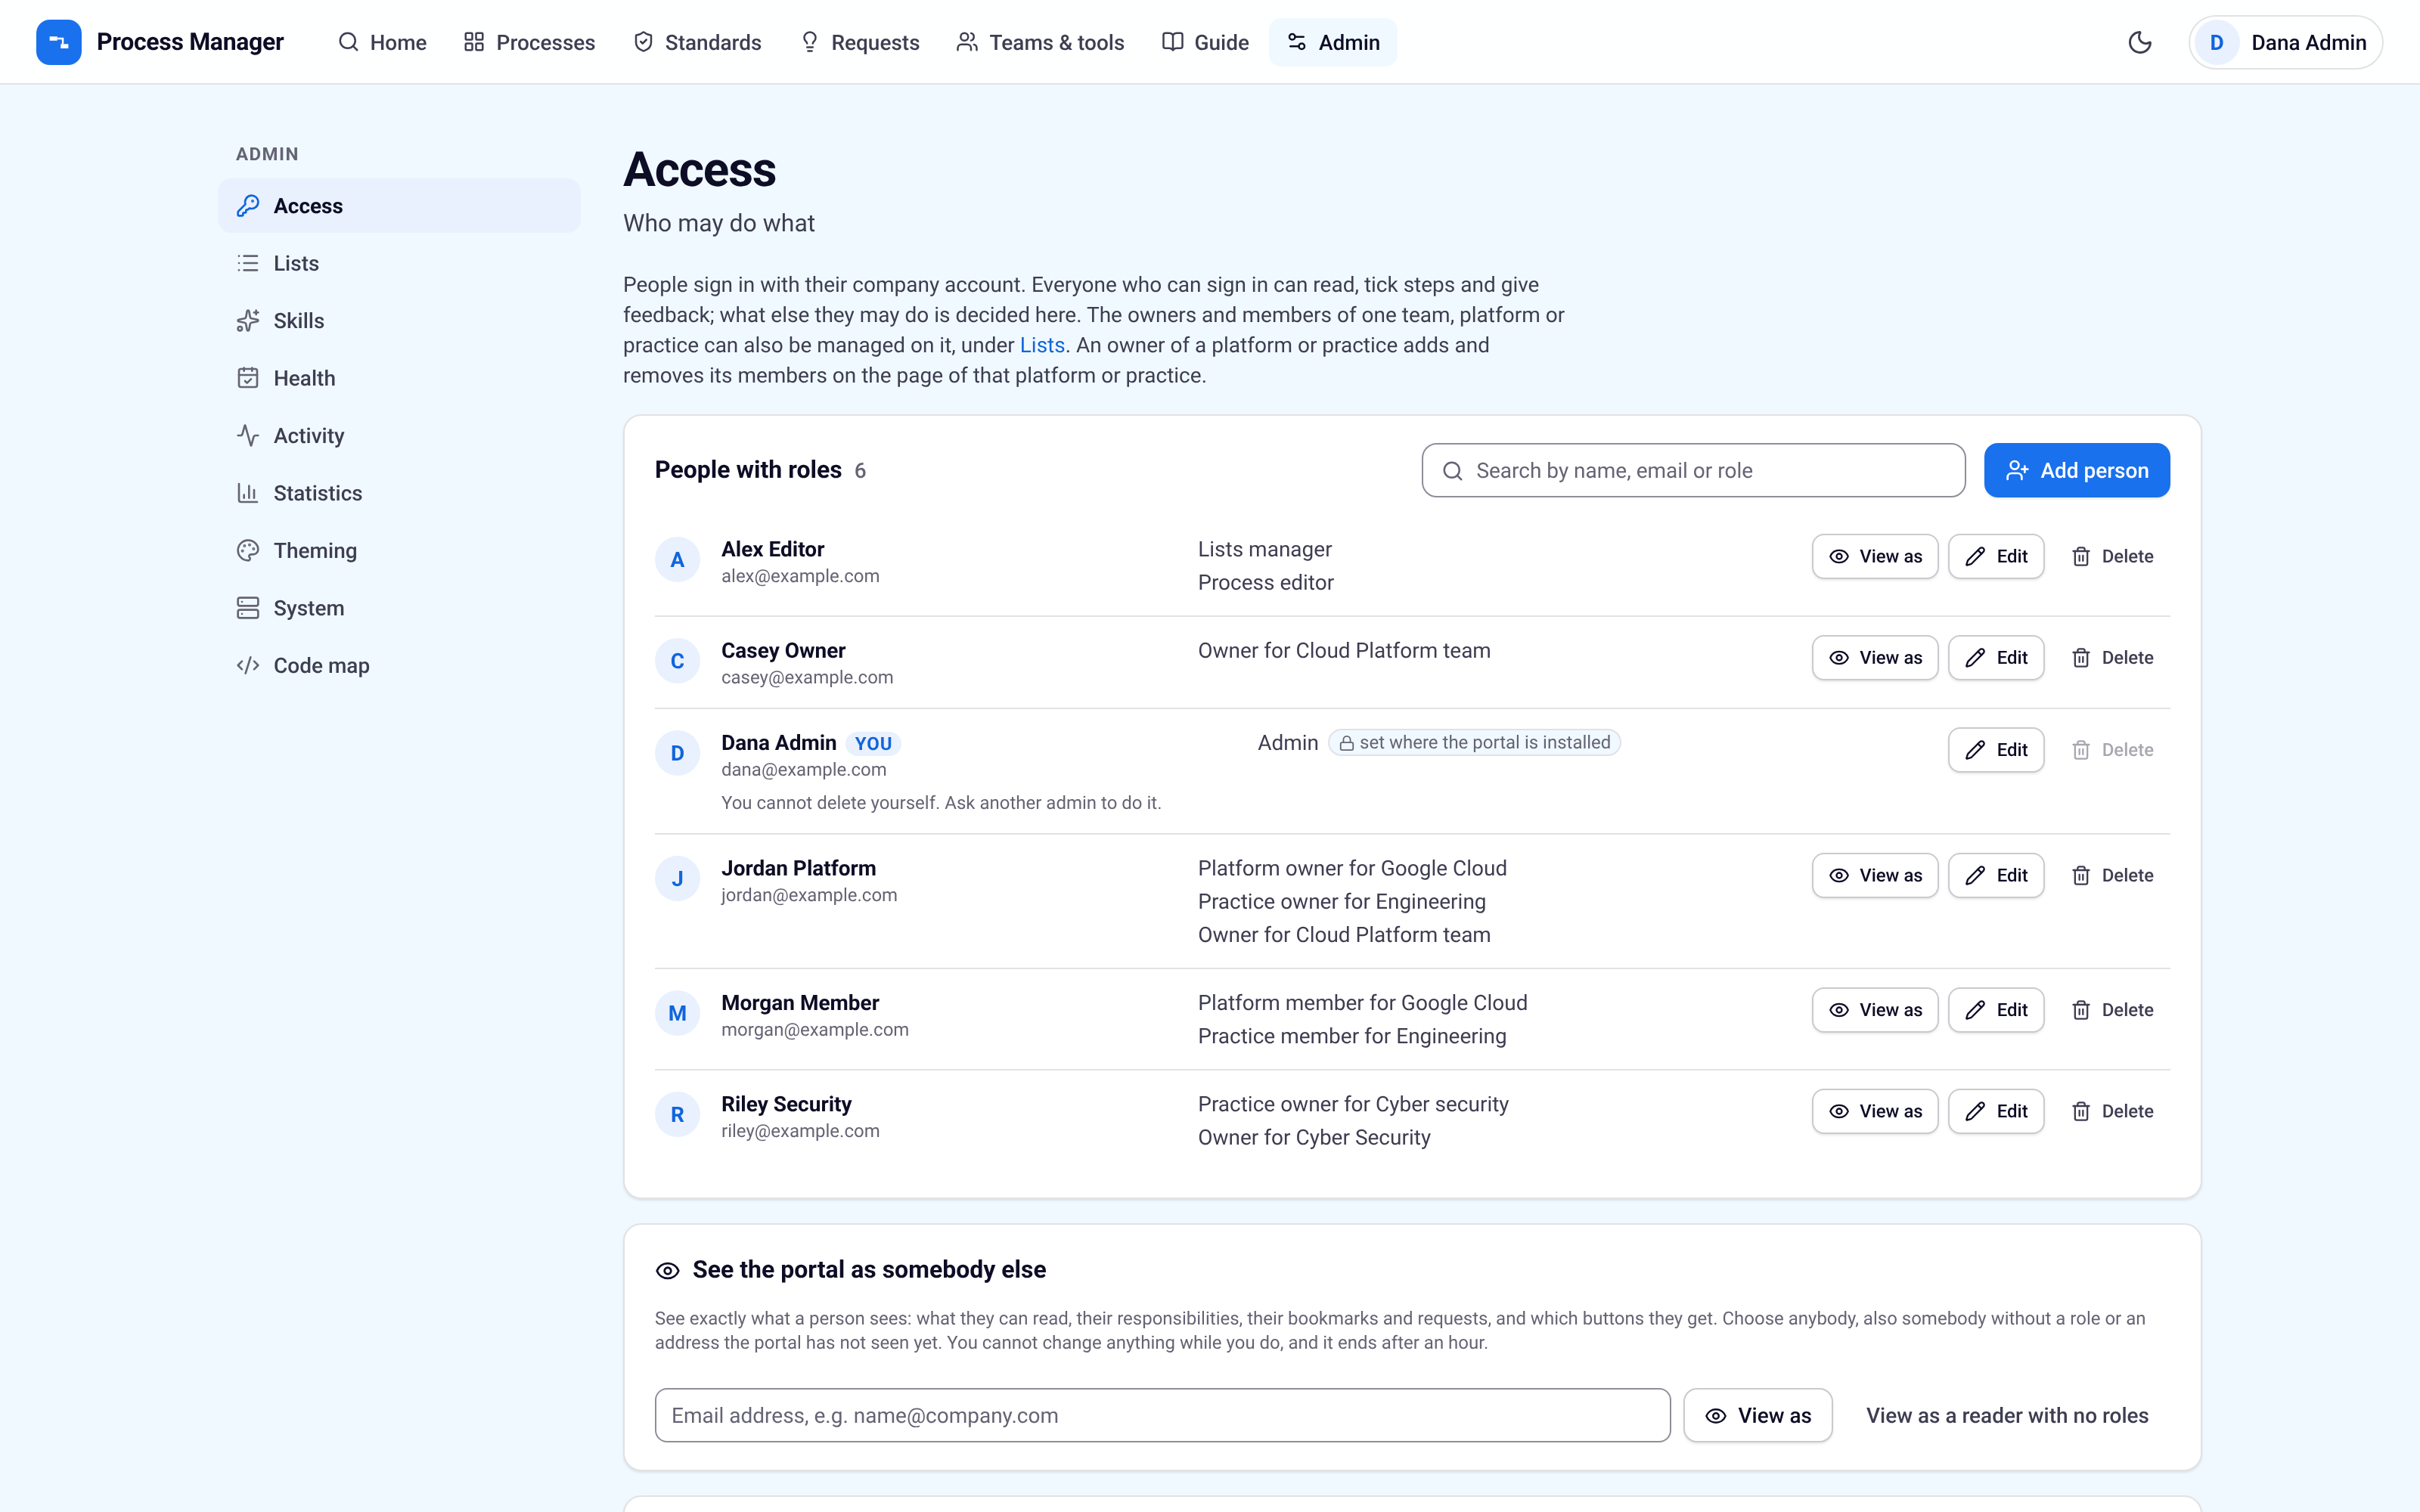 Process Manager
Home
Processes
Standards
Requests
Teams & tools
Guide
Admin
D
Dana Admin
ADMIN
Access
Lists
Skills
Health
Activity
Statistics
Theming
System
Code map
Access
Who may do what
People sign in with their company account. Everyone who can sign in can read, tick steps and give
feedback; what else they may do is decided here. The owners and members of one team, platform or
practice can also be managed on it, under Lists. An owner of a platform or practice adds and
removes its members on the page of that platform or practice.
People with roles 6
Search by name, email or role
Add person
A
Alex Editor
alex@example.com
Lists manager
Process editor
View as
Edit
Delete
C
Casey Owner
casey@example.com
Owner for Cloud Platform team
View as
Edit
Delete
D
Dana Admin YOU
dana@example.com
You cannot delete yourself. Ask another admin to do it.
Admin set where the portal is installed
Edit
Delete
J
Jordan Platform
jordan@example.com
Platform owner for Google Cloud
Practice owner for Engineering
Owner for Cloud Platform team
View as
Edit
Delete
M
Morgan Member
morgan@example.com
Platform member for Google Cloud
Practice member for Engineering
View as
Edit
Delete
R
Riley Security
riley@example.com
Practice owner for Cyber security
Owner for Cyber Security
View as
Edit
Delete
See the portal as somebody else
See exactly what a person sees: what they can read, their responsibilities, their bookmarks and requests, and which buttons they get. Choose anybody, also somebody without a role or an
address the portal has not seen yet. You cannot change anything while you do, and it ends after an hour.
Email address, e.g. name@company.com
View as
View as a reader with no roles